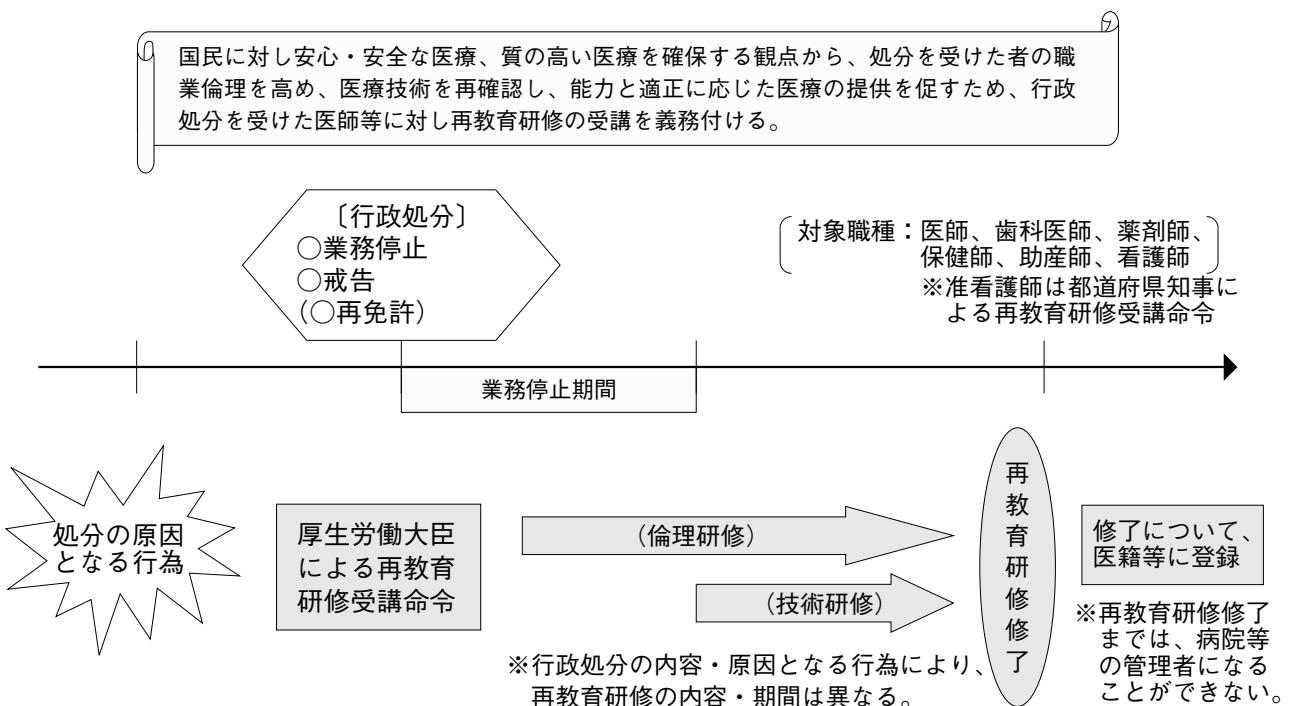 国民に対し安心・安全な医療、質の高い医療を確保する観点から、処分を受けた者の職
業倫理を高め、医療技術を再確認し、能力と適正に応じた医療の提供を促すため、行政
処分を受けた医師等に対し再教育研修の受講を義務付ける。
〔行政処分〕
○業務停止
○戒告
(○再免許)
対象職種：医師、歯科医師、薬剤師、
保健師、助産師、看護師
※准看護師は都道府県知事に
よる再教育研修受講命令
業務停止期間
処分の原因
となる行為
厚生労働大臣
による再教育
研修受講命令
(倫理研修)
(技術研修)
※行政処分の内容・原因となる行為により、
再教育研修の内容・期間は異なる。
再教育研修修了
修了について、
医籍等に登録
※再教育研修修了
までは、病院等
の管理者になる
ことができない。